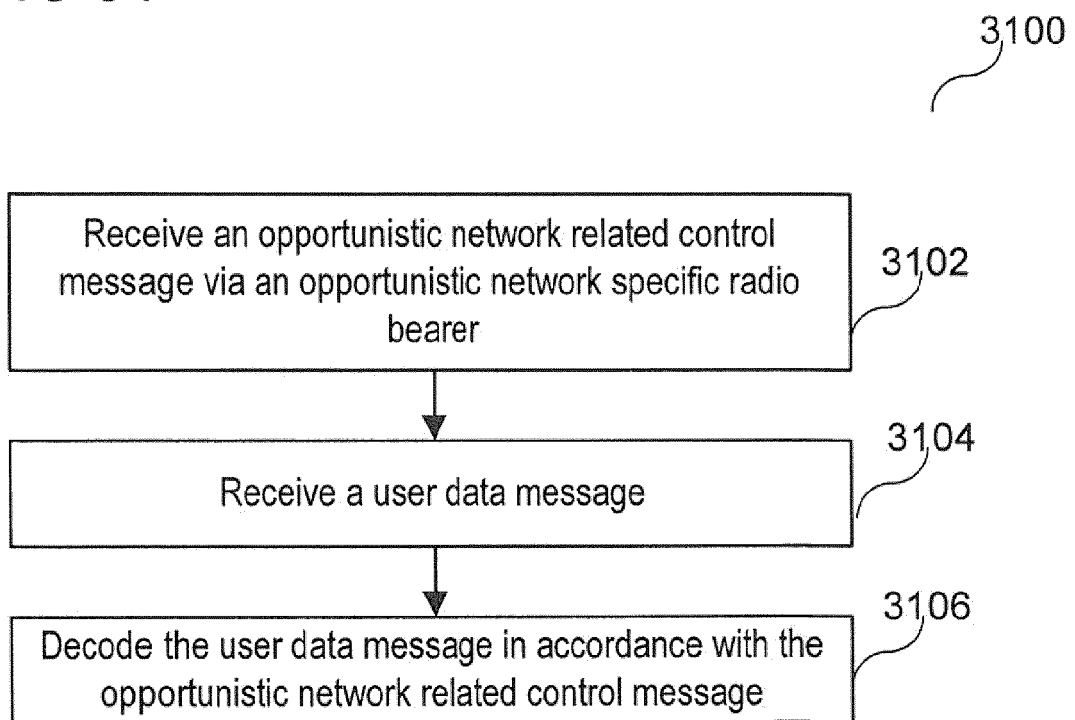 3100
Receive an opportunistic network related control
message via an opportunistic network specific radio
bearer
3102
Receive a user data message
3104
Decode the user data message in accordance with the
opportunistic network related control message
3106